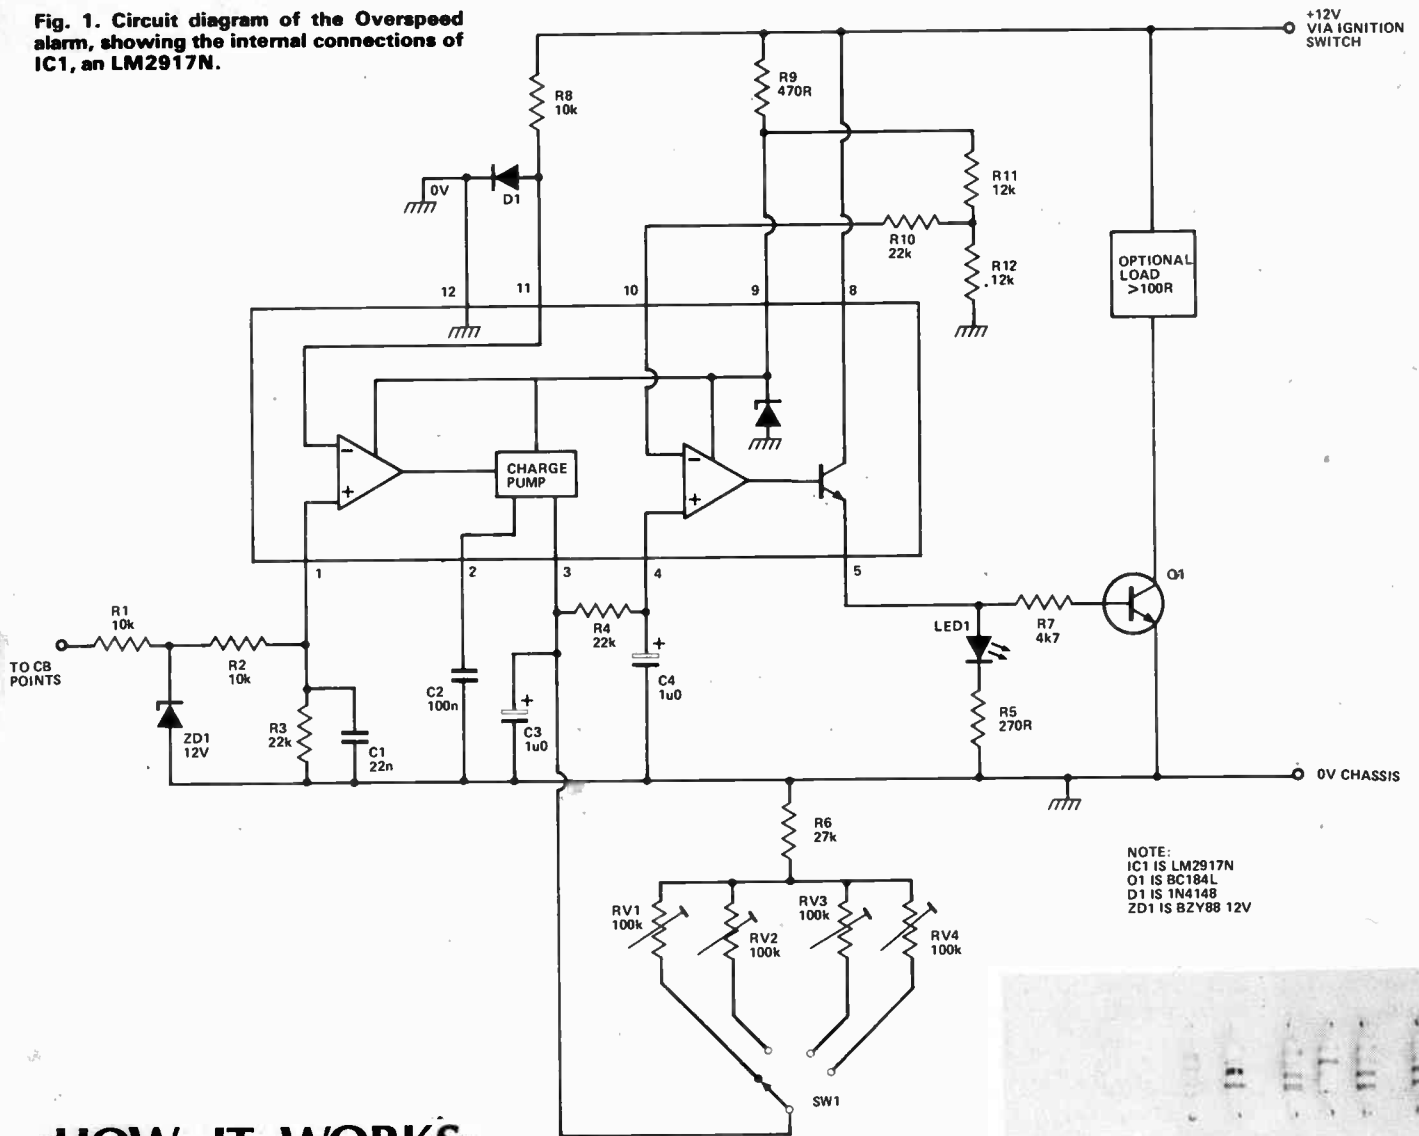 Fig. 1. Circuit diagram of the Overspeed
alarm, showing the internal connections of
IC1, an LM2917N.
+12V
VIA IGNITION
SWITCH
R8
10k
R9
470R
0V
D1
R11
12k
R10
22k
R12
12k
OPTIONAL
LOAD
>100R
12
11
10
9
8
−
+
CHARGE
PUMP
−
+
1
2
3
4
5
R1
10k
TO CB
POINTS
R2
10k
ZD1
12V
R3
22k
C1
22n
C2
100n
C3
1u0
+
R4
22k
C4
1u0
+
LED1
R7
4k7
Q1
R5
270R
0V CHASSIS
R6
27k
RV1
100k
RV2
100k
RV3
100k
RV4
100k
SW1
NOTE:
IC1 IS LM2917N
Q1 IS BC184L
D1 IS 1N4148
ZD1 IS BZY88 12V
HOW IT WORKS